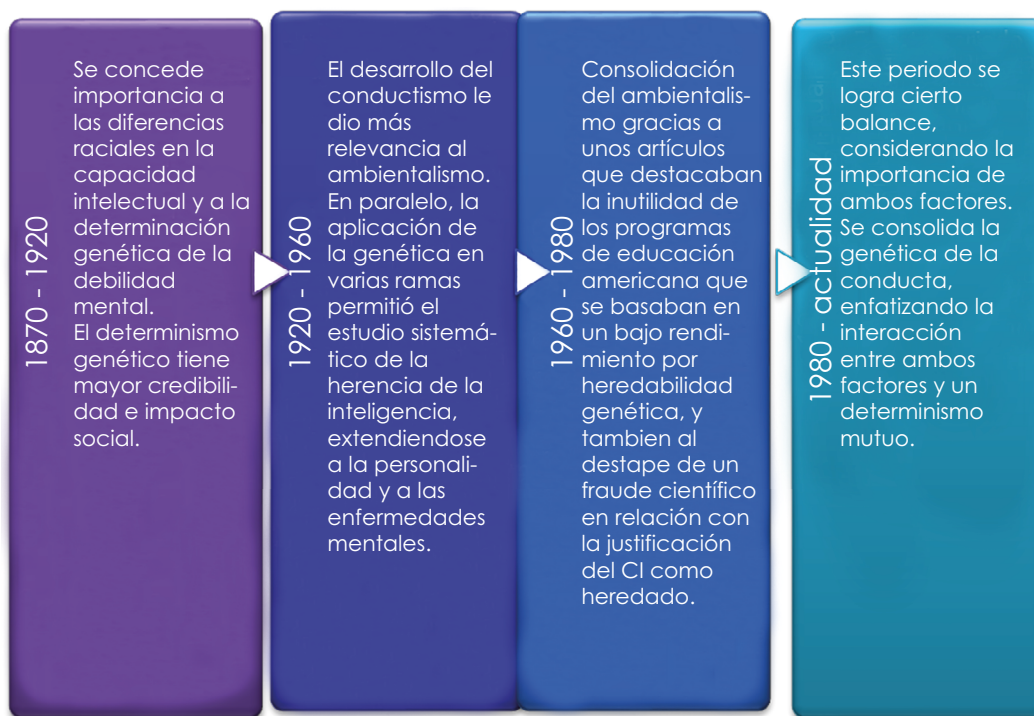 1870 - 1920
Se concede
importancia a
las diferencias
raciales en la
capacidad
intelectual y a la
determinación
genética de la
debilidad
mental.
El determinismo
genético tiene
mayor credibili-
dad e impacto
social.
1920 - 1960
El desarrollo del
conductismo le
dio más
relevancia al
ambientalismo.
En paralelo, la
aplicación de
la genética en
varias ramas
permitió el
estudio sistemá-
tico de la
herencia de la
inteligencia,
extendiendose
a la personali-
dad y a las
enfermedades
mentales.
1960 - 1980
Consolidación
del ambientalis-
mo gracias a
unos artículos
que destacaban
la inutilidad de
los programas
de educación
americana que
se basaban en
un bajo rendi-
miento por
heredabilidad
genética, y
tambien al
destape de un
fraude científico
en relación con
la justificación
del CI como
heredado.
1980 - actualidad
Este periodo se
logra cierto
balance,
considerando la
importancia de
ambos factores.
Se consolida la
genética de la
conducta,
enfatizando la
interacción
entre ambos
factores y un
determinismo
mutuo.